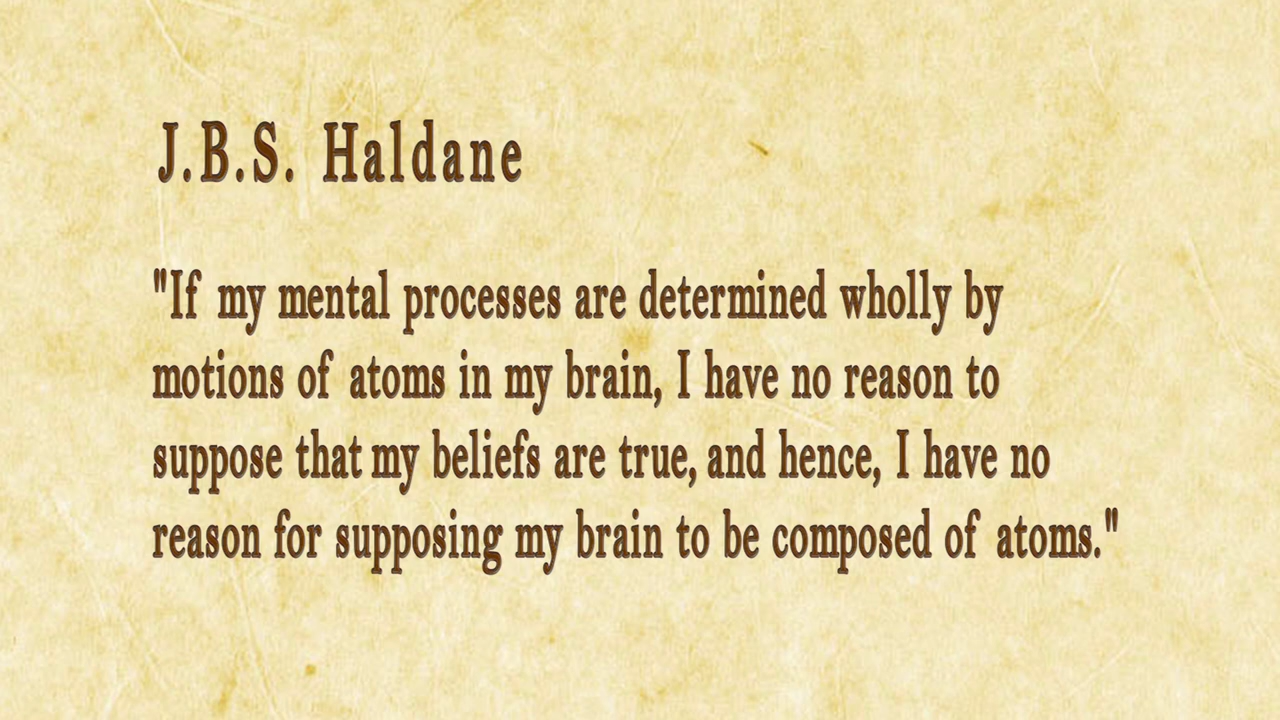 J.B.S. Haldane
"If my mental processes are determined wholly by
motions of atoms in my brain, I have no reason to
suppose that my beliefs are true, and hence, I have no
reason for supposing my brain to be composed of atoms."